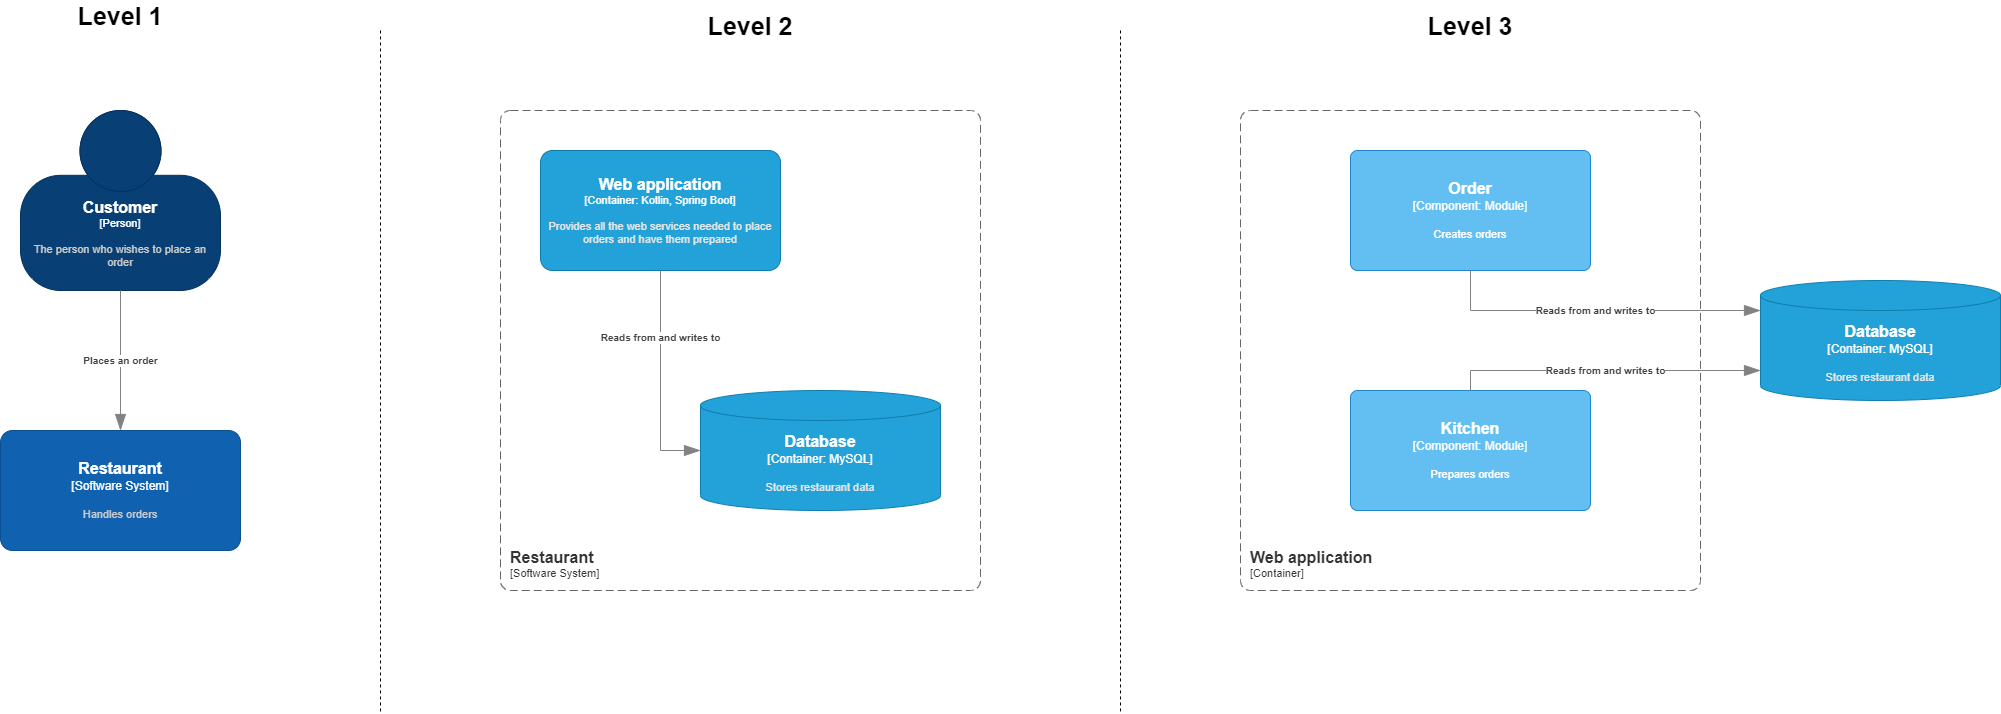 Level 1
Customer
[Person]
The person who wishes to place an
order
Places an order
Restaurant
[Software System]
Handles orders
Level 2
Web application
[Container: Kotlin, Spring Boot]
Provides all the web services needed to place
orders and have them prepared
Reads from and writes to
Database
[Container: MySQL]
Stores restaurant data
Restaurant
[Software System]
Level 3
Order
[Component: Module]
Creates orders
Reads from and writes to
Database
[Container: MySQL]
Stores restaurant data
Reads from and writes to
Kitchen
[Component: Module]
Prepares orders
Web application
[Container]